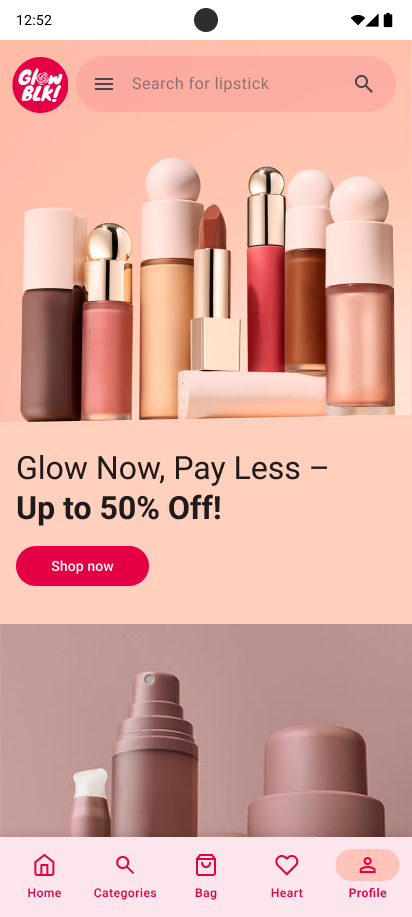 12:52
Glow
BLK!
Search for lipstick
Glow Now, Pay Less –
Up to 50% Off!
Shop now
Home
Categories
Bag
Heart
Profile